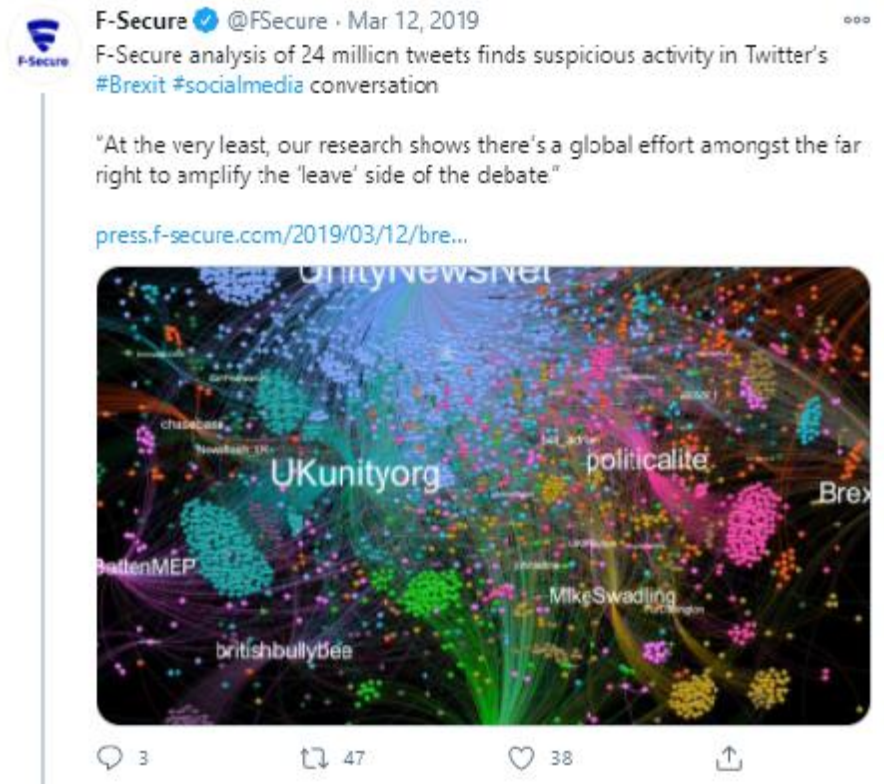 F-Secure @FSecure · Mar 12, 2019
F-Secure
F-Secure analysis of 24 million tweets finds suspicious activity in Twitter's
#Brexit #socialmedia conversation
"At the very least, our research shows there's a global effort amongst the far
right to amplify the 'leave' side of the debate"
press.f-secure.com/2019/03/12/bre...
UnityNewsNet
chasebase
UKunityorg
politicalite
Brex
BattenMEP
MikeSwadling
britishbullybee
3 47 38